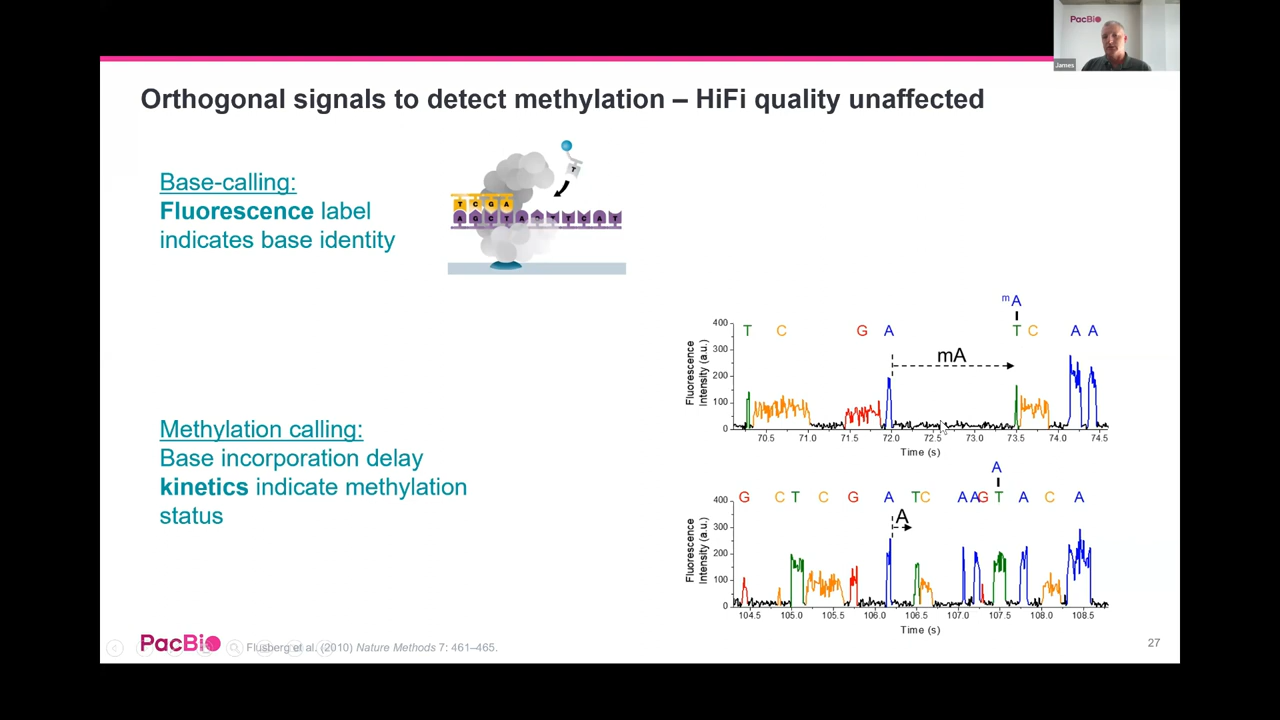 PacBio
James
Orthogonal signals to detect methylation – HiFi quality unaffected
Base-calling:
Fluorescence label
indicates base identity
T
T C G A
A G C T A T T C A T
Methylation calling:
Base incorporation delay
kinetics indicate methylation
status
mA
T C G A T C A A
mA
Fluorescence
Intensity (a.u.)
400
300
200
100
0
70.5 71.0 71.5 72.0 72.5 73.0 73.5 74.0 74.5
Time (s)
A
G C T C G A T C A A G T A C A
A
Fluorescence
Intensity (a.u.)
400
300
200
100
0
104.5 105.0 105.5 106.0 106.5 107.0 107.5 108.0 108.5
Time (s)
PacBio
Flusberg et al. (2010) Nature Methods 7: 461–465.
27